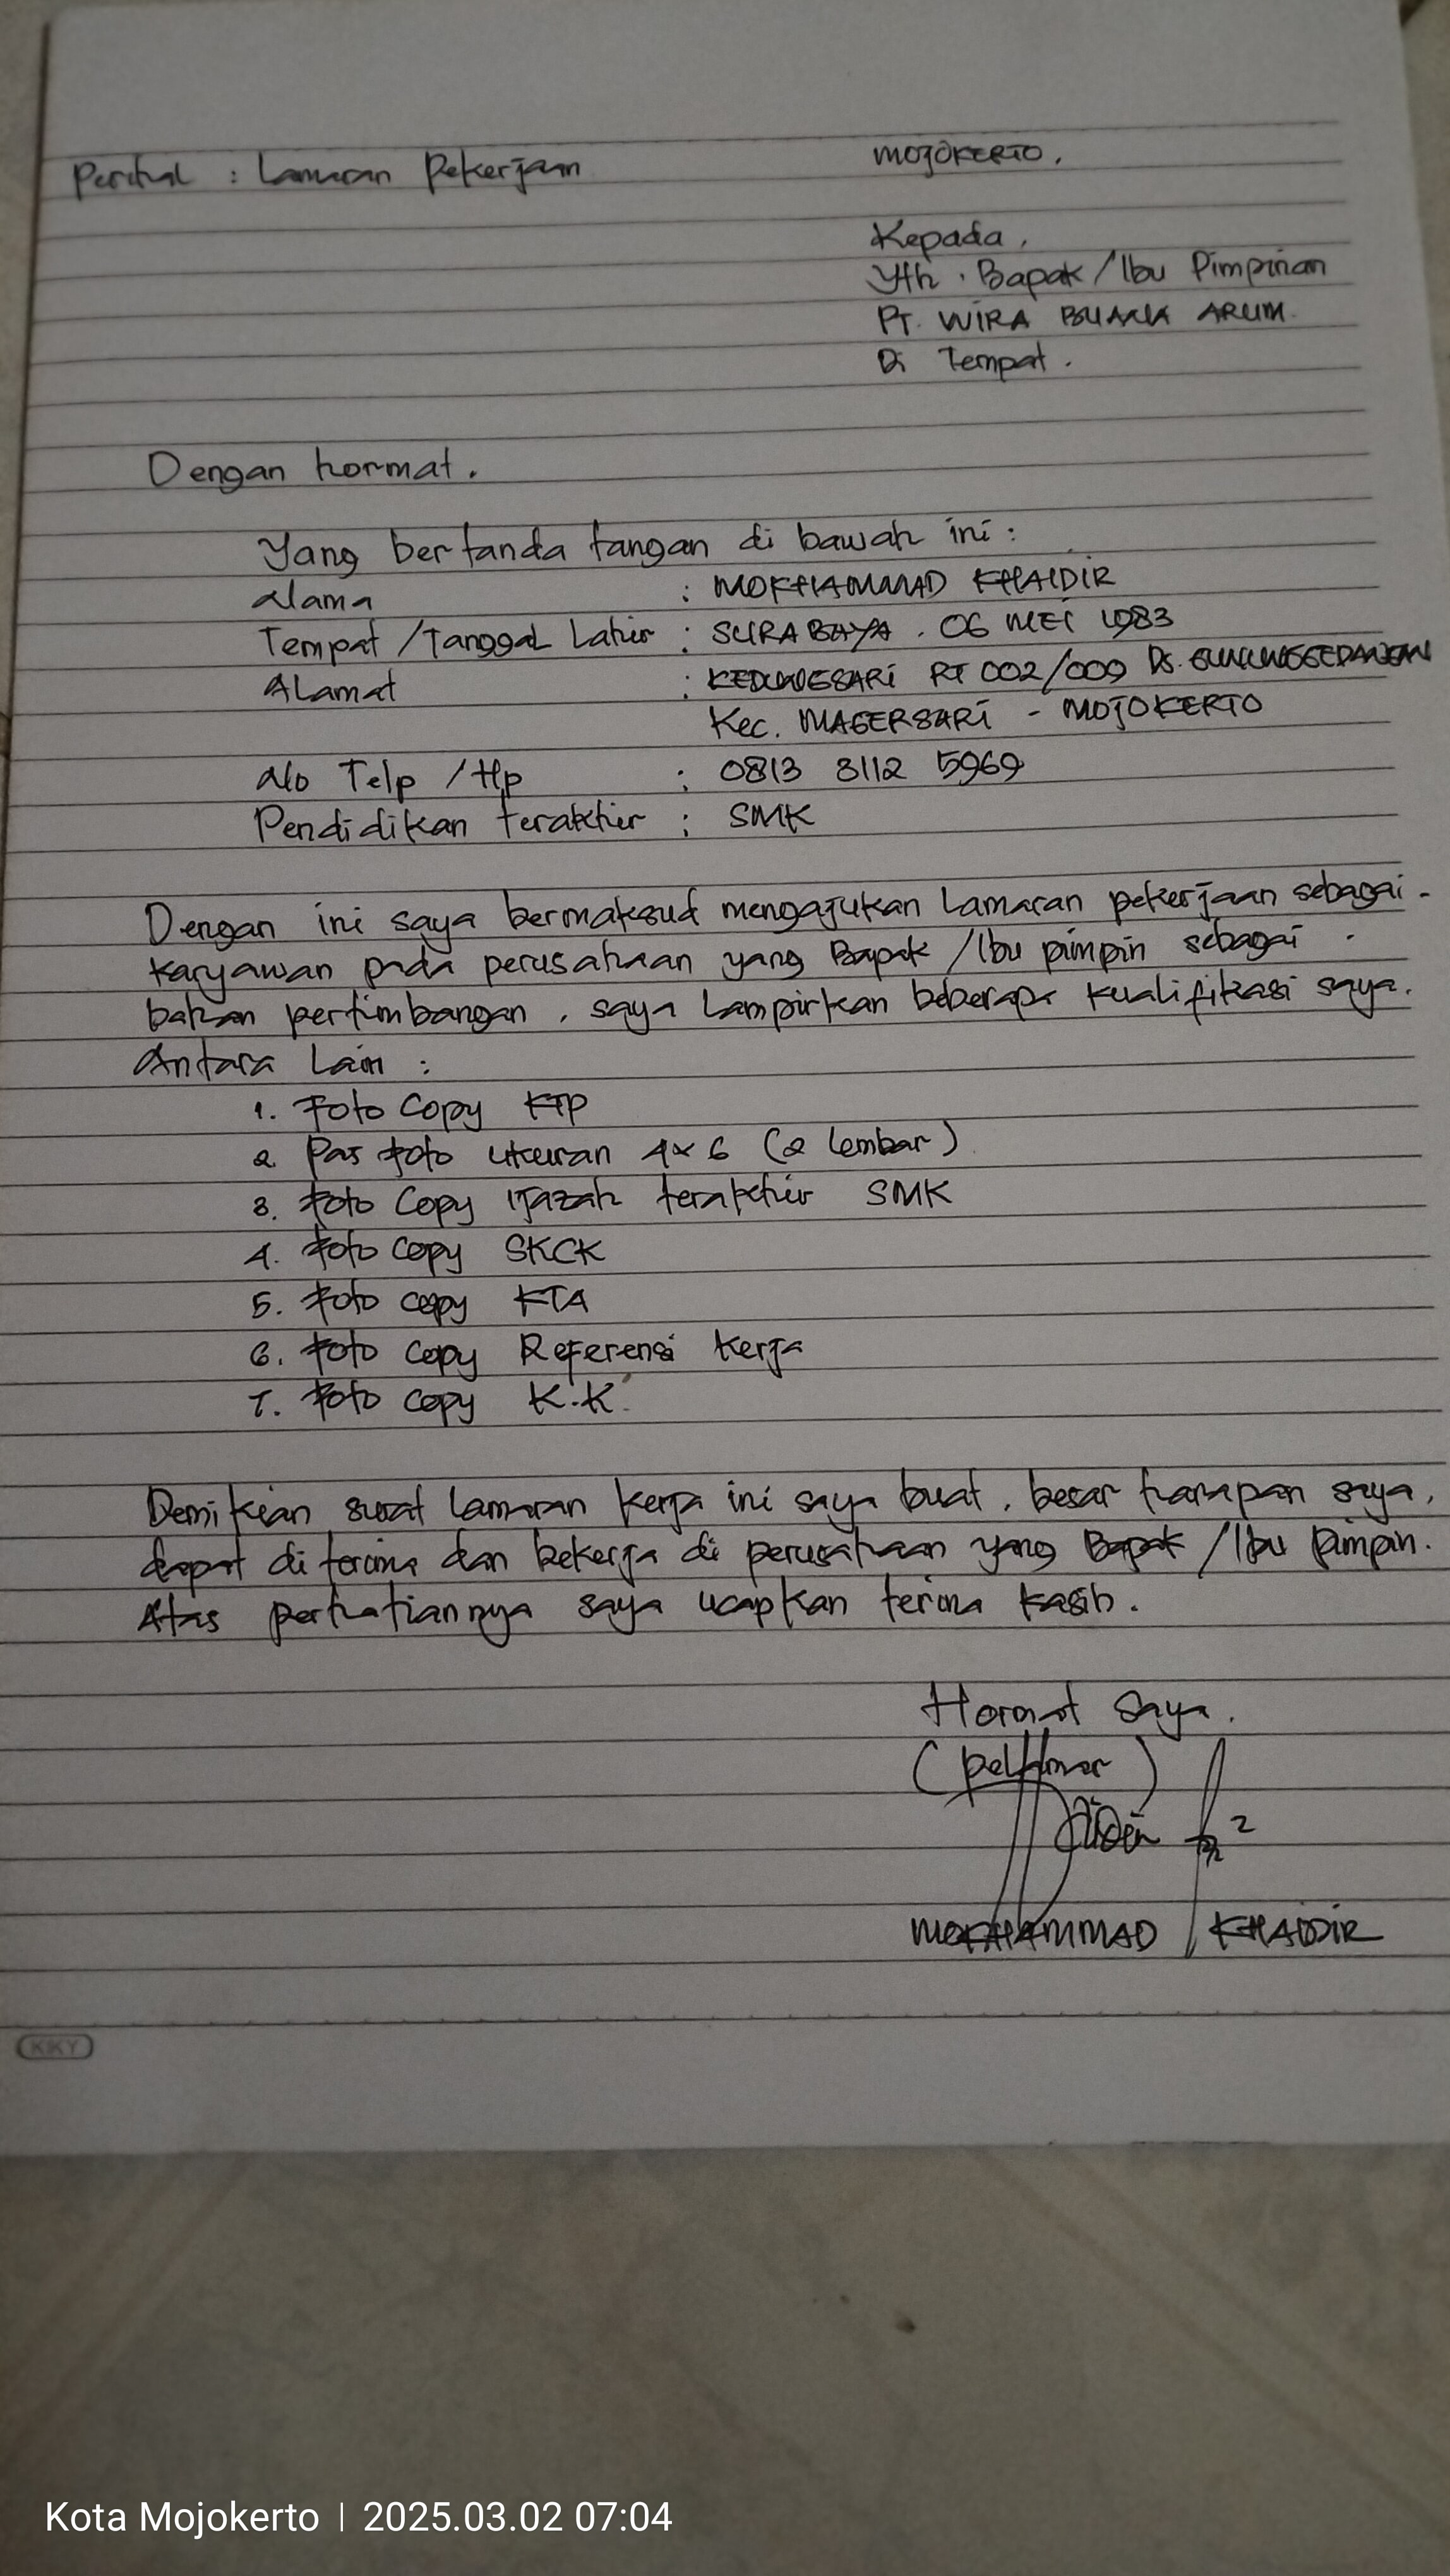 Perihal : Lamaran Pekerjaan
MOJOKERTO,
Kepada,
Yth. Bapak/Ibu Pimpinan
PT. WIRA BUANA ARUM.
Di Tempat.
Dengan hormat.
Yang bertanda tangan di bawah ini :
Nama : MOKHAMMAD KHAIDIR
Tempat/Tanggal Lahir : SURABAYA, 06 MEI 1983
Alamat : KEDUNGSARI RT 002/009 Ds. GUNUNGGEDANGAN
Kec. MAGERSARI - MOJOKERTO
No Telp /Hp : 0813 3112 5969
Pendidikan terakhir : SMK
Dengan ini saya bermaksud mengajukan Lamaran pekerjaan sebagai -
karyawan pada perusahaan yang Bapak/Ibu pimpin sebagai .
bahan pertimbangan, saya Lampirkan beberapa kualifikasi saya.
Antara Lain :
1. Foto Copy KTP
2. Pas foto ukuran 4x6 (2 lembar)
3. Foto Copy Ijazah terakhir SMK
4. Foto Copy SKCK
5. Foto copy KTA
6. Foto Copy Referensi Kerja
7. Foto copy K.K.
Demikian surat lamaran kerja ini saya buat, besar harapan saya,
dapat di terima dan bekerja di perusahaan yang Bapak/Ibu pimpin.
Atas perhatiannya saya ucapkan terima kasih.
Hormat Saya.
(pelamar)
MOKHAMMAD KHAIDIR
KIKY
Kota Mojokerto | 2025.03.02 07:04